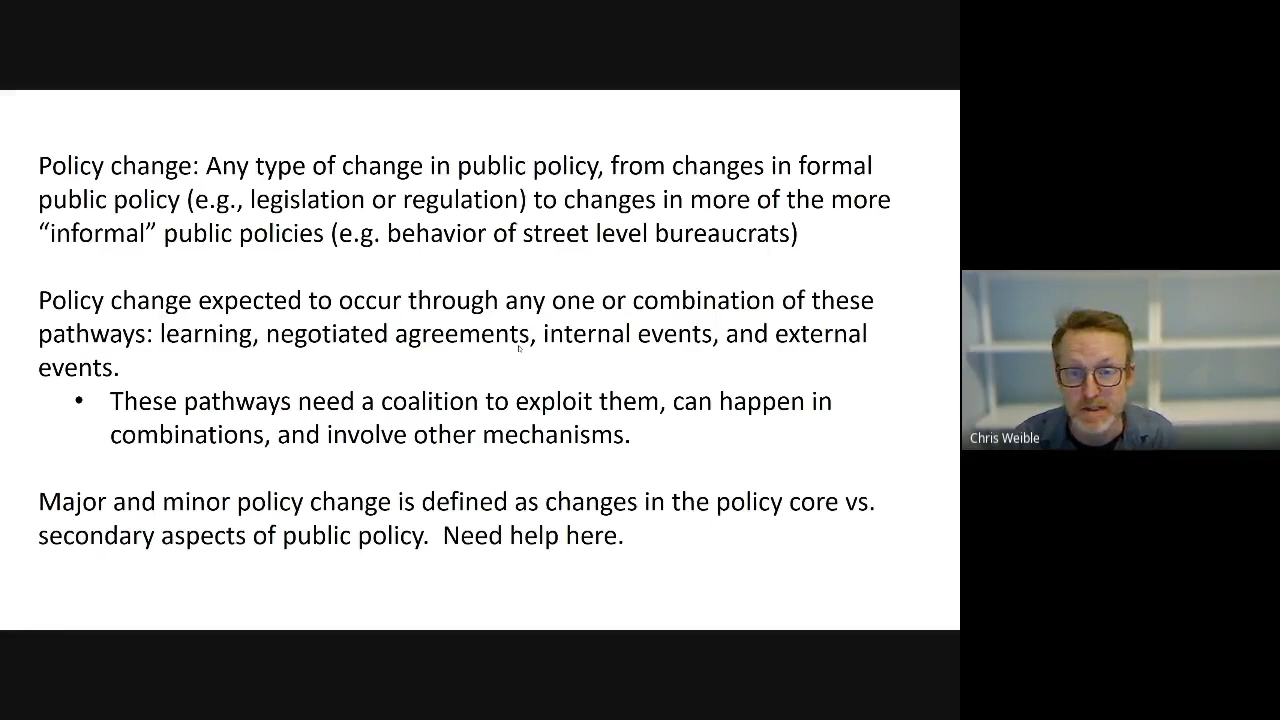 Policy change: Any type of change in public policy, from changes in formal
public policy (e.g., legislation or regulation) to changes in more of the more
“informal” public policies (e.g. behavior of street level bureaucrats)
Policy change expected to occur through any one or combination of these
pathways: learning, negotiated agreements, internal events, and external
events.
• These pathways need a coalition to exploit them, can happen in
combinations, and involve other mechanisms.
Major and minor policy change is defined as changes in the policy core vs.
secondary aspects of public policy.  Need help here.
Chris Weible